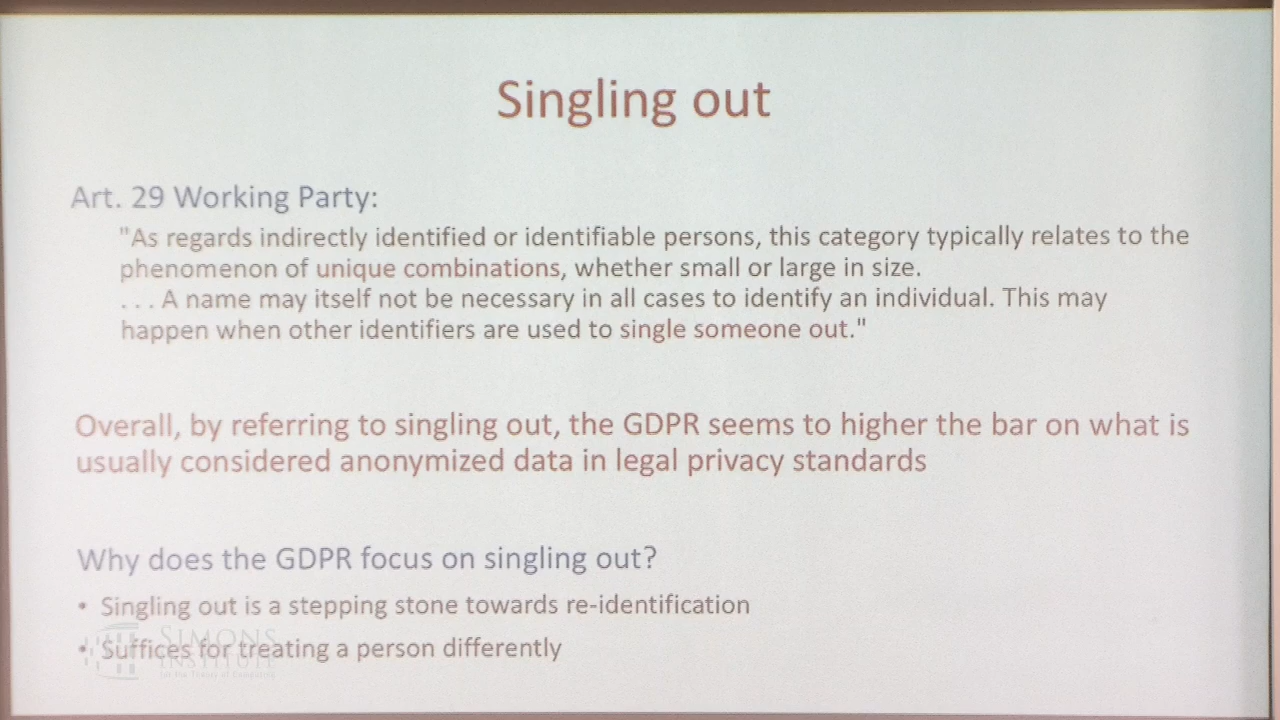 Singling out
Art. 29 Working Party:
"As regards indirectly identified or identifiable persons, this category typically relates to the
phenomenon of unique combinations, whether small or large in size.
. . . A name may itself not be necessary in all cases to identify an individual. This may
happen when other identifiers are used to single someone out."
Overall, by referring to singling out, the GDPR seems to higher the bar on what is
usually considered anonymized data in legal privacy standards
Why does the GDPR focus on singling out?
• Singling out is a stepping stone towards re-identification
• Suffices for treating a person differently
SIMONS
INSTITUTE
for the Theory of Computing